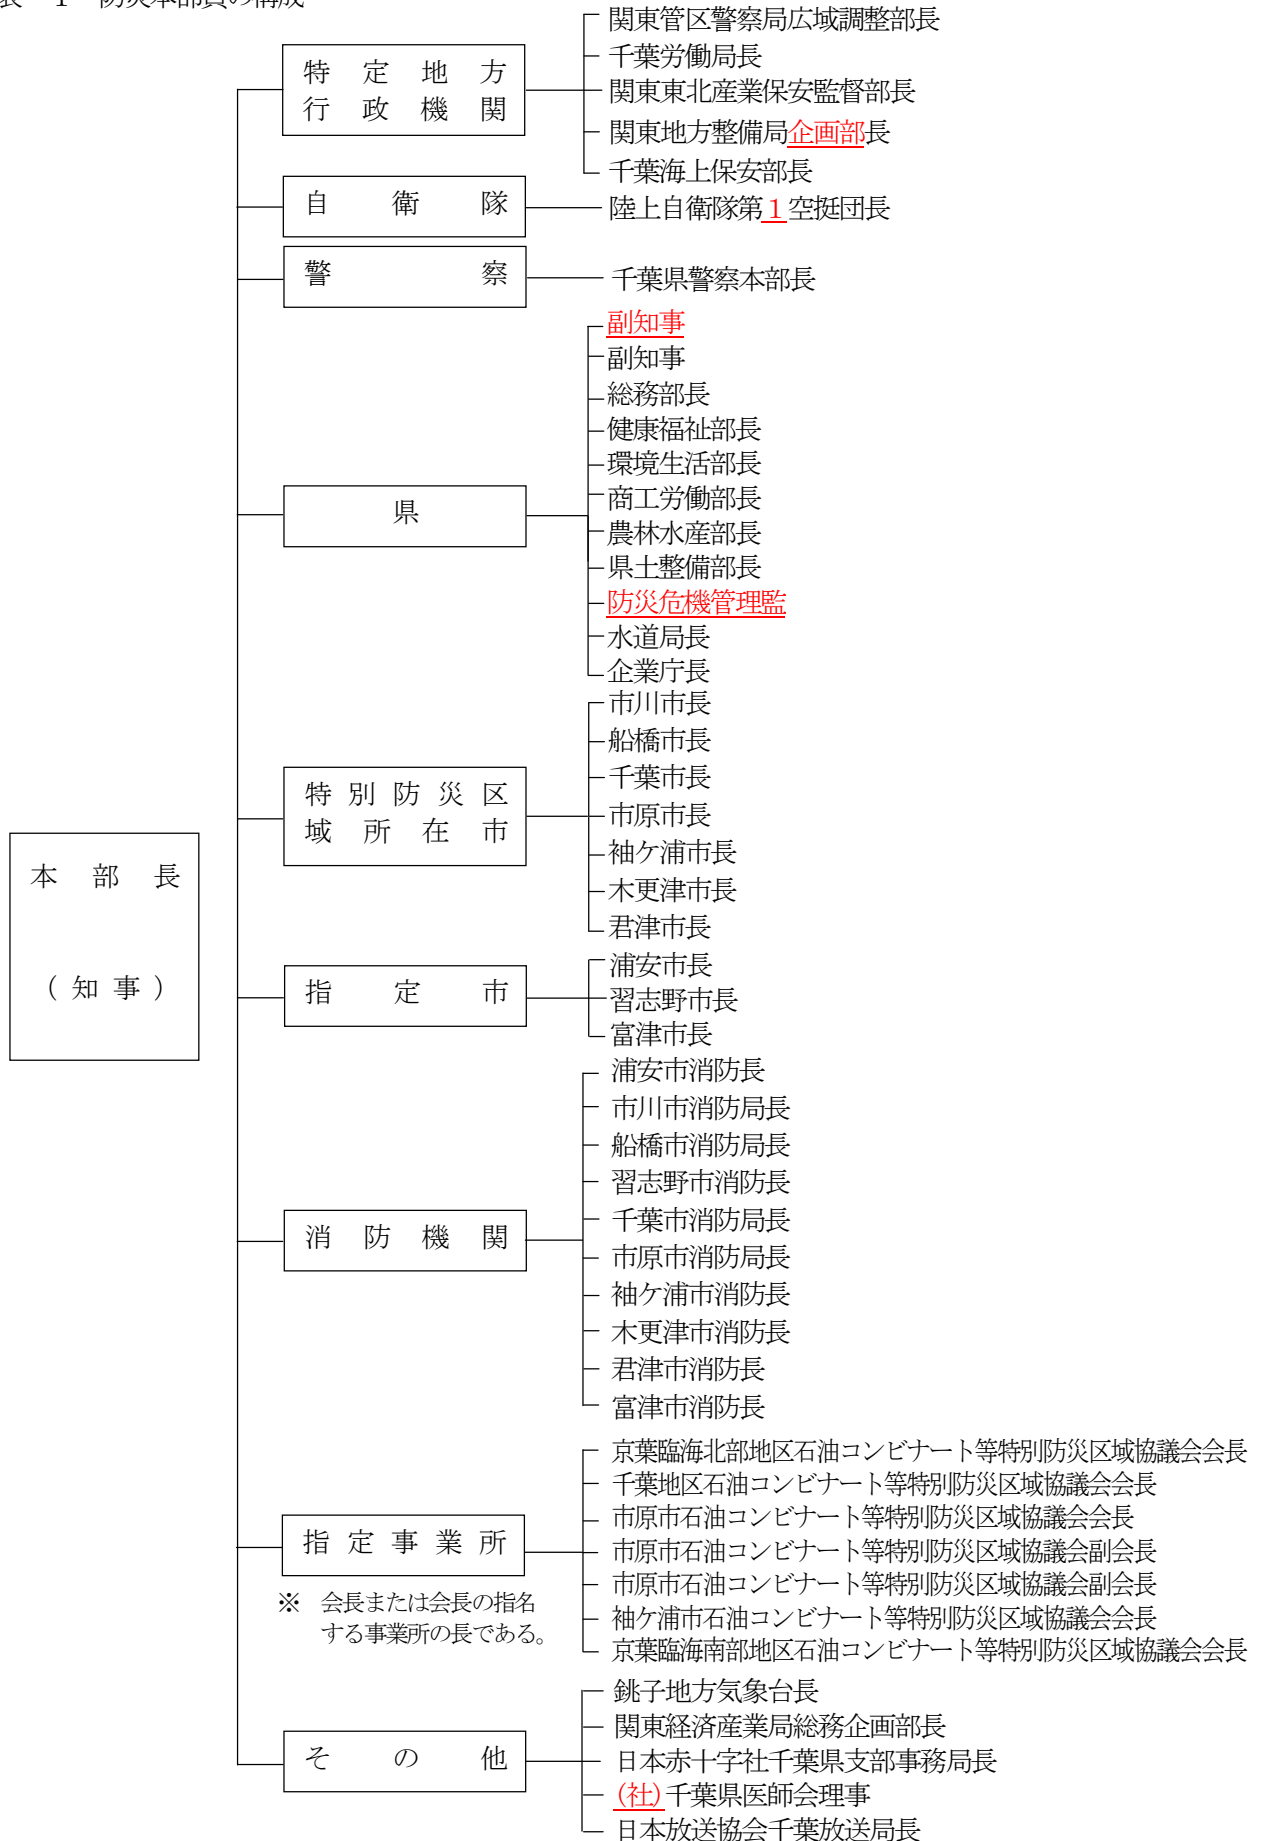 表－１ 防災本部員の構成
特定地方
行政機関
関東管区警察局広域調整部長
千葉労働局長
関東東北産業保安監督部長
関東地方整備局企画部長
千葉海上保安部長
自衛隊
陸上自衛隊第１空挺団長
警察
千葉県警察本部長
県
副知事
副知事
総務部長
健康福祉部長
環境生活部長
商工労働部長
農林水産部長
県土整備部長
防災危機管理監
水道局長
企業庁長
特別防災区
域所在市
市川市長
船橋市長
千葉市長
市原市長
袖ケ浦市長
木更津市長
君津市長
本部長
（知事）
指定市
浦安市長
習志野市長
富津市長
消防機関
浦安市消防長
市川市消防局長
船橋市消防局長
習志野市消防長
千葉市消防局長
市原市消防局長
袖ケ浦市消防長
木更津市消防長
君津市消防長
富津市消防長
指定事業所
※ 会長または会長の指名
する事業所の長である。
京葉臨海北部地区石油コンビナート等特別防災区域協議会会長
千葉地区石油コンビナート等特別防災区域協議会会長
市原市石油コンビナート等特別防災区域協議会会長
市原市石油コンビナート等特別防災区域協議会副会長
市原市石油コンビナート等特別防災区域協議会副会長
袖ケ浦市石油コンビナート等特別防災区域協議会会長
京葉臨海南部地区石油コンビナート等特別防災区域協議会会長
その他
銚子地方気象台長
関東経済産業局総務企画部長
日本赤十字社千葉県支部事務局長
(社)千葉県医師会理事
日本放送協会千葉放送局長